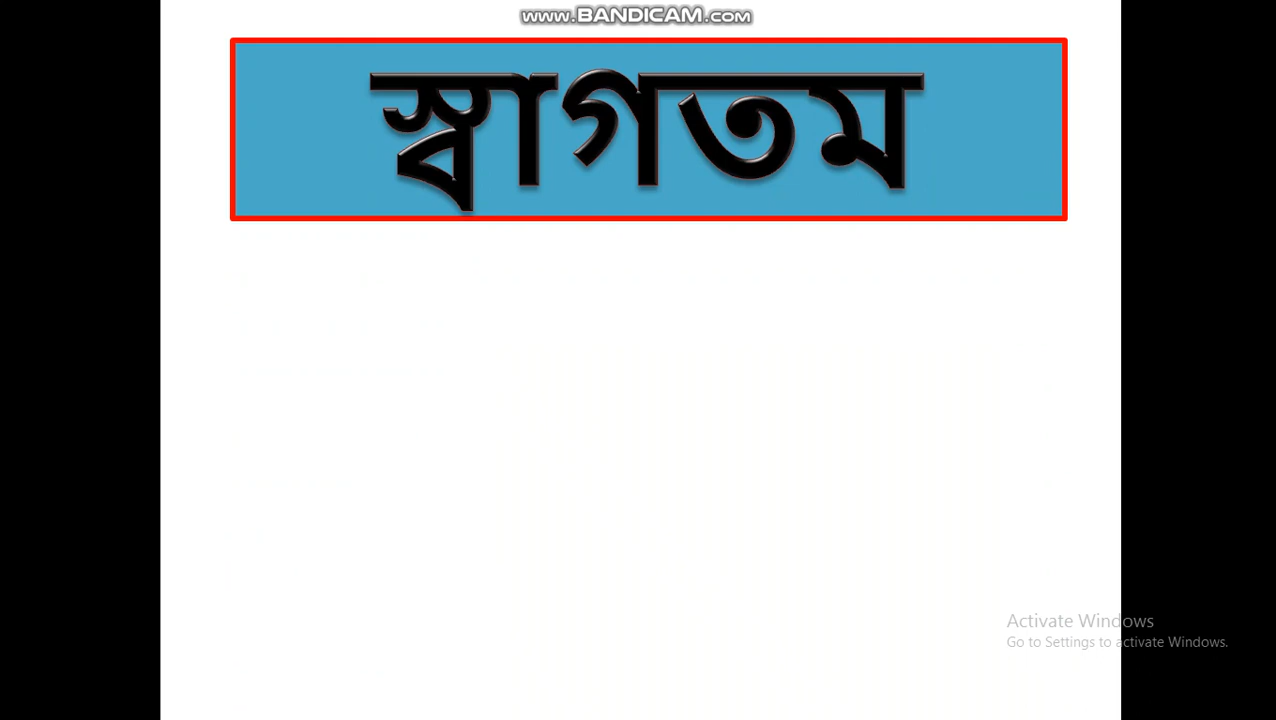 www.BANDICAM.com
স্বাগতম
Activate Windows
Go to Settings to activate Windows.